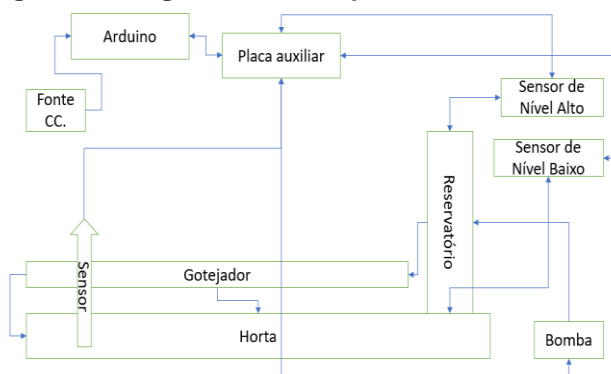 Arduino
Placa auxiliar
Fonte
CC.
Sensor de
Nível Alto
Sensor de
Nível Baixo
Reservatório
Sensor
Gotejador
Horta
Bomba